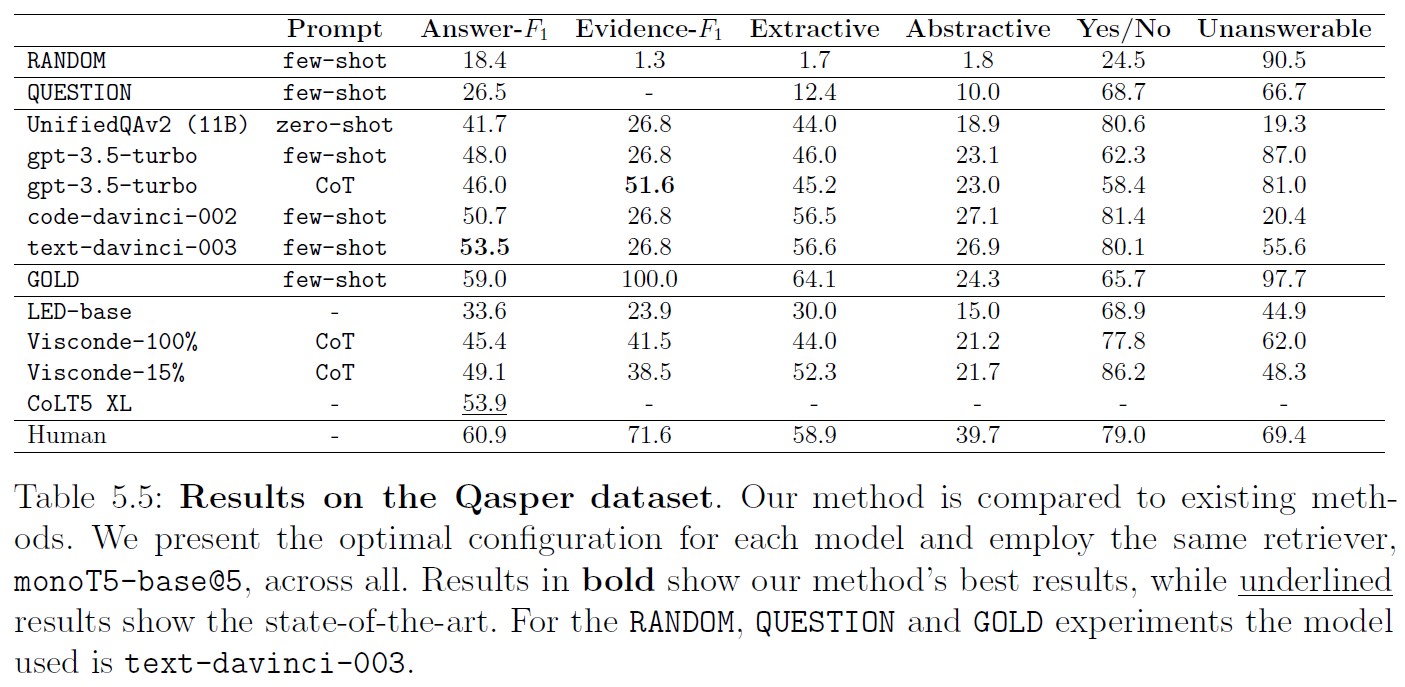 Prompt Answer-F1 Evidence-F1 Extractive Abstractive Yes/No Unanswerable
RANDOM few-shot 18.4 1.3 1.7 1.8 24.5 90.5
QUESTION few-shot 26.5 - 12.4 10.0 68.7 66.7
UnifiedQAv2 (11B) zero-shot 41.7 26.8 44.0 18.9 80.6 19.3
gpt-3.5-turbo few-shot 48.0 26.8 46.0 23.1 62.3 87.0
gpt-3.5-turbo CoT 46.0 51.6 45.2 23.0 58.4 81.0
code-davinci-002 few-shot 50.7 26.8 56.5 27.1 81.4 20.4
text-davinci-003 few-shot 53.5 26.8 56.6 26.9 80.1 55.6
GOLD few-shot 59.0 100.0 64.1 24.3 65.7 97.7
LED-base - 33.6 23.9 30.0 15.0 68.9 44.9
Visconde-100% CoT 45.4 41.5 44.0 21.2 77.8 62.0
Visconde-15% CoT 49.1 38.5 52.3 21.7 86.2 48.3
CoLT5 XL - 53.9 - - - - -
Human - 60.9 71.6 58.9 39.7 79.0 69.4
Table 5.5: Results on the Qasper dataset. Our method is compared to existing meth-
ods. We present the optimal configuration for each model and employ the same retriever,
monoT5-base@5, across all. Results in bold show our method's best results, while underlined
results show the state-of-the-art. For the RANDOM, QUESTION and GOLD experiments the model
used is text-davinci-003.